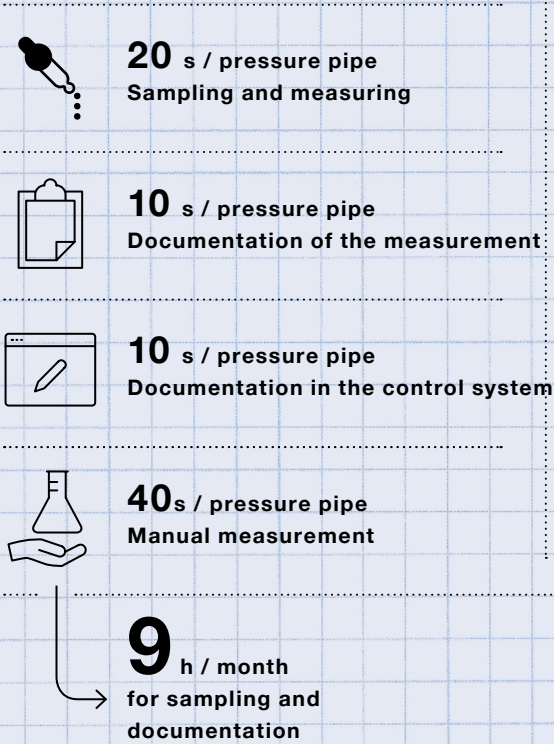 20 s / pressure pipe
Sampling and measuring
10 s / pressure pipe
Documentation of the measurement
10 s / pressure pipe
Documentation in the control system
40s / pressure pipe
Manual measurement
9 h / month
for sampling and
documentation